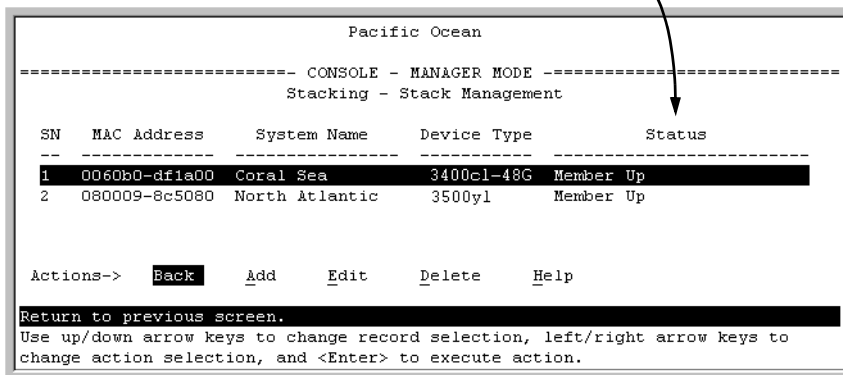 Pacific Ocean
==========================- CONSOLE - MANAGER MODE -============================
Stacking - Stack Management
SN MAC Address System Name Device Type Status
-- ------------- ---------------- ----------- -------------------------
1 0060b0-df1a00 Coral Sea 3400cl-48G Member Up
2 080009-8c5080 North Atlantic 3500yl Member Up
Actions-> Back Add Edit Delete Help
Return to previous screen.
Use up/down arrow keys to change record selection, left/right arrow keys to
change action selection, and <Enter> to execute action.